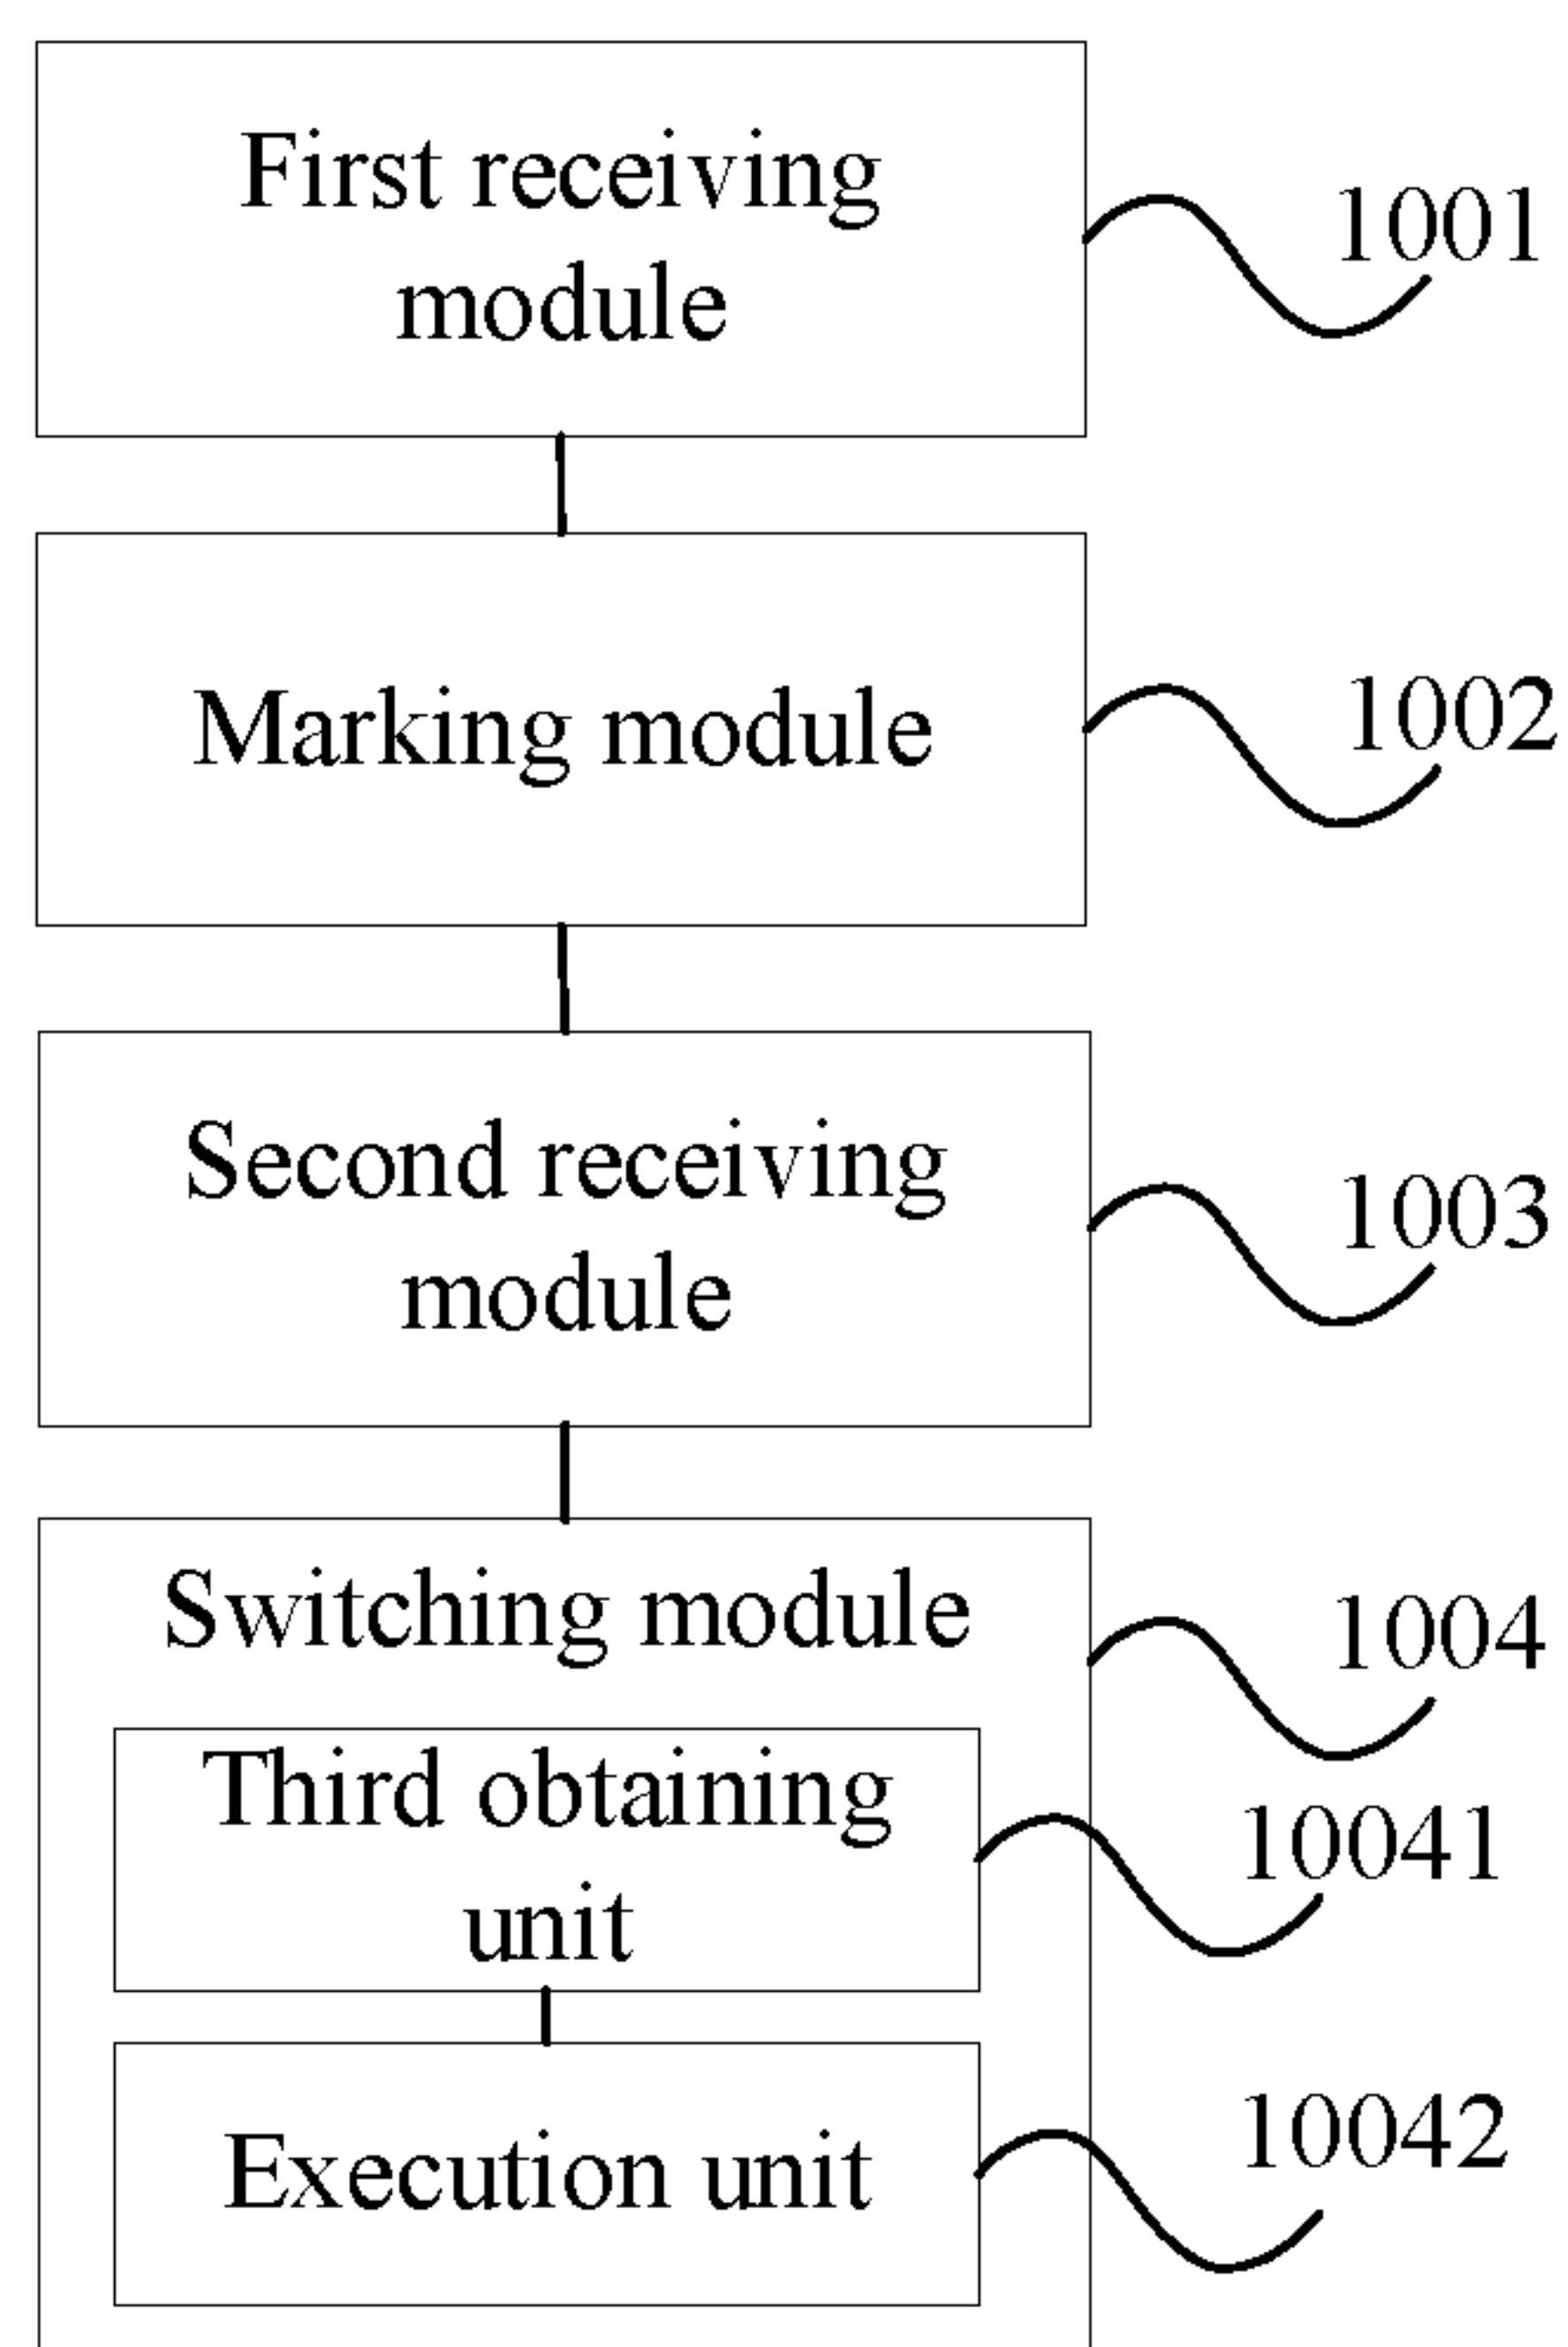 First receiving
module
1001
Marking module
1002
Second receiving
module
1003
Switching module
1004
Third obtaining
unit
10041
Execution unit
10042